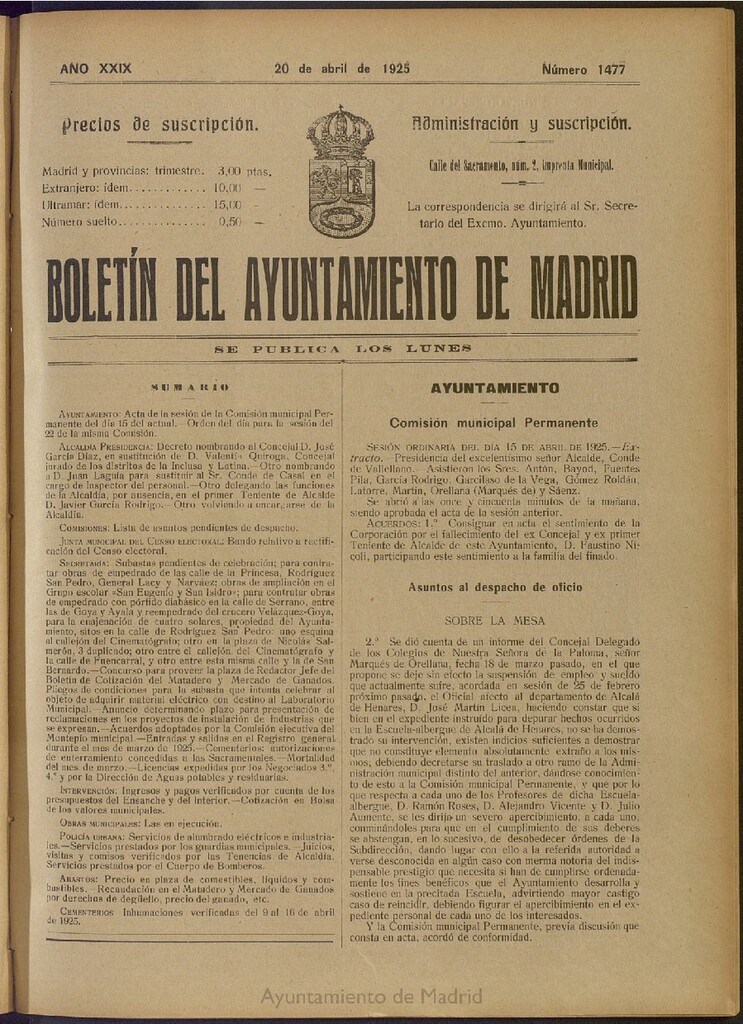 AÑO XXIX
20 de abril de 1925
Número 1477
Precios de suscripción.
Madrid y provincias: trimestre. 3,00 ptas.
Extranjero: ídem............. 10,00 —
Ultramar: ídem............... 15,00 —
Número suelto............... 0,50 —
Administración y suscripción.
Calle del Sacramento, núm. 2, Imprenta Municipal.
La correspondencia se dirigirá al Sr. Secre-
tario del Excmo. Ayuntamiento.
BOLETÍN DEL AYUNTAMIENTO DE MADRID
SE PUBLICA LOS LUNES
SUMARIO
AYUNTAMIENTO: Acta de la sesión de la Comisión municipal Per-
manente del día 15 del actual.—Orden del día para la sesión del
22 de la misma Comisión.
ALCALDÍA PRESIDENCIA: Decreto nombrando al Concejal D. José
García Díaz, en sustitución de D. Valentín Quiroga, Concejal
jurado de los distritos de la Inclusa y Latina.—Otro nombrando
a D. Juan Laguía para sustituir al Sr. Conde de Casal en el
cargo de Inspector del personal.—Otro delegando las funciones
de la Alcaldía, por ausencia, en el primer Teniente de Alcalde
D. Javier García Rodrigo.—Otro volviendo a encargarse de la
Alcaldía.
COMISIONES: Lista de asuntos pendientes de despacho.
JUNTA MUNICIPAL DEL CENSO ELECTORAL: Bando relativo a rectifi-
cación del Censo electoral.
SECRETARÍA: Subastas pendientes de celebración; para contra-
tar obras de empedrado de las calle de la Princesa, Rodríguez
San Pedro, General Lacy y Narváez; obras de ampliación en el
Grupo escolar «San Eugenio y San Isidro»; para contratar obras
de empedrado con pórfido diabásico en la calle de Serrano, entre
las de Goya y Ayala y reempedrado del crucero Velázquez-Goya,
para la enajenación de cuatro solares, propiedad del Ayunta-
miento, sitos en la calle de Rodríguez San Pedro: uno esquina
al callejón del Cinematógrafo; otro en la plaza de Nicolás Sal-
merón, 3 duplicado; otro entre el callejón del Cinematógrafo y
la calle de Fuencarral, y otro entre esta misma calle y la de San
Bernardo.—Concurso para proveer la plaza de Redactor Jefe del
Boletín de Cotización del Matadero y Mercado de Ganados.
Pliegos de condiciones para la subasta que intenta celebrar al
objeto de adquirir material eléctrico con destino al Laboratorio
Municipal.—Anuncio determinando plazo para presentación de
reclamaciones en los proyectos de instalación de Industrias que
se expresan.—Acuerdos adoptados por la Comisión ejecutiva del
Montepío municipal.—Entradas y salidas en el Registro general
durante el mes de marzo de 1925.—Cementerios: autorizaciones
de enterramiento concedidas a las Sacramentales.—Mortalidad
del mes de marzo.—Licencias expedidas por los Negociados 3.º,
4.º y por la Dirección de Aguas potables y residuarias.
INTERVENCIÓN: Ingresos y pagos verificados por cuenta de los
presupuestos del Ensanche y del Interior.—Cotización en Bolsa
de los valores municipales.
OBRAS MUNICIPALES: Las en ejecución.
POLICÍA URBANA: Servicios de alumbrado eléctricos e industria-
les.—Servicios prestados por los guardias municipales.—Juicios,
visitas y comisos verificados por las Tenencias de Alcaldía.
Servicios prestados por el Cuerpo de Bomberos.
ABASTOS: Precio en plaza de comestibles, líquidos y com-
bustibles.—Recaudación en el Matadero y Mercado de Ganados
por derechos de degüello, precio del ganado, etc.
CEMENTERIOS Inhumaciones verificadas del 9 al 16 de abril
de 1925.
AYUNTAMIENTO
Comisión municipal Permanente
SESIÓN ORDINARIA DEL DÍA 15 DE ABRIL DE 1925.—Ex-
tracto.—Presidencia del excelentísimo señor Alcalde, Conde
de Vallellano. Asistieron los Sres. Antón, Bayod, Fuentes
Pila, García Rodrigo, Garcilaso de la Vega, Gómez Roldán,
Latorre, Martín, Orellana (Marqués de) y Sáenz.
Se abrió a las once y cincuenta minutos de la mañana,
siendo aprobada el acta de la sesión anterior.
ACUERDOS: 1.º Consignar en acta el sentimiento de la
Corporación por el fallecimiento del ex Concejal y ex primer
Teniente de Alcalde de este Ayuntamiento, D. Faustino Ni-
coli, participando este sentimiento a la familia del finado.
Asuntos al despacho de oficio
SOBRE LA MESA
2.º Se dió cuenta de un informe del Concejal Delegado
de los Colegios de Nuestra Señora de la Paloma, señor
Marqués de Orellana, fecha 18 de marzo pasado, en el que
propone se deje sin efecto la suspensión de empleo y sueldo
que actualmente sufre, acordada en sesión de 25 de febrero
próximo pasado, el Oficial afecto al departamento de Alcalá
de Henares, D. José Martín Licea, haciendo constar que si
bien en el expediente instruído para depurar hechos ocurridos
en la Escuela-albergue de Alcalá de Henares, no se ha demos-
trado su intervención, existen indicios suficientes a demostrar
que no constituye elemento absolutamente extraño a los mis-
mos, debiendo decretarse su traslado a otro ramo de la Admi-
nistración municipal distinto del anterior, dándose conocimien-
to de esto a la Comisión municipal Permanente, y que por lo
que respecta a cada uno de los Profesores de dicha Escuela-
albergue, D. Ramón Roses, D. Alejandro Vicente y D. Julio
Aumente, se les dirija un severo apercibimiento, a cada uno,
conminándoles para que en el cumplimiento de sus deberes
se abstengan, en lo sucesivo, de desobedecer órdenes de la
Subdirección, dando lugar con ello a la referida autoridad a
verse desconocida en algún caso con merma notoria del indis-
pensable prestigio que necesita si han de cumplirse ordenada-
mente los fines benéficos que el Ayuntamiento desarrolla y
sostiene en la precitada Escuela, advirtiendo mayor castigo
caso de reincidir, debiendo figurar el apercibimiento en el ex-
pediente personal de cada uno de los interesados.
Y la Comisión municipal Permanente, previa discusión que
consta en acta, acordó de conformidad.
Ayuntamiento de Madrid